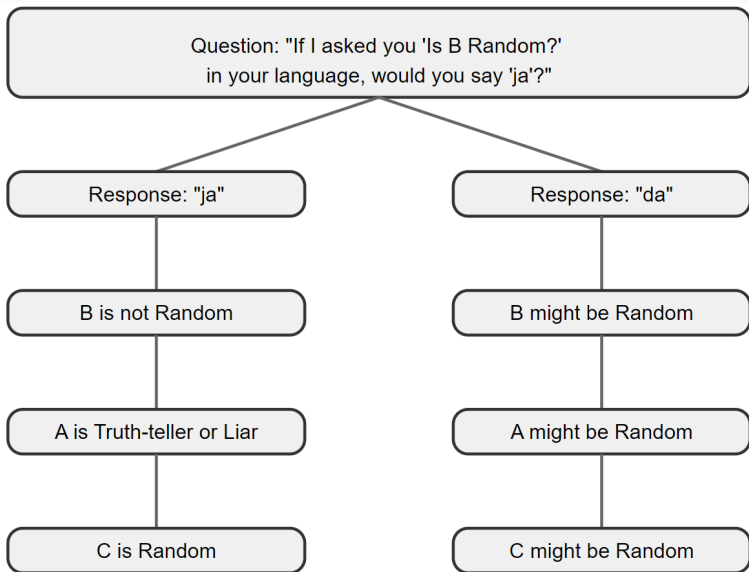 Question: "If I asked you 'Is B Random?'
in your language, would you say 'ja'?"
Response: "ja"
Response: "da"
B is not Random
B might be Random
A is Truth-teller or Liar
A might be Random
C is Random
C might be Random